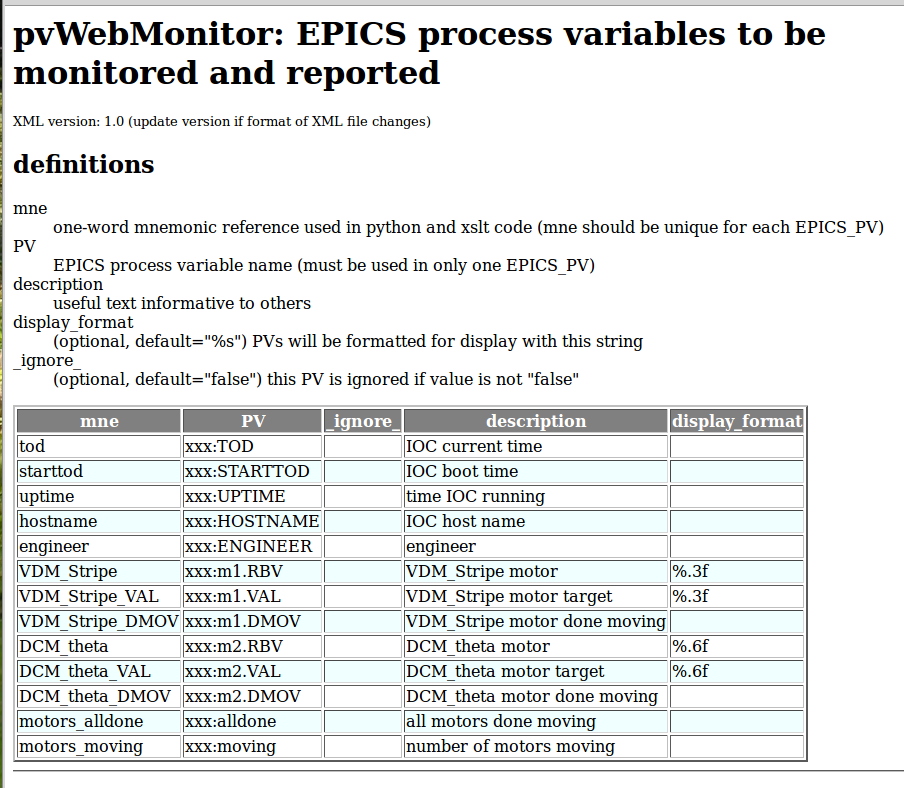 pvWebMonitor: EPICS process variables to be
monitored and reported
XML version: 1.0 (update version if format of XML file changes)
definitions
mne
one-word mnemonic reference used in python and xslt code (mne should be unique for each EPICS_PV)
PV
EPICS process variable name (must be used in only one EPICS_PV)
description
useful text informative to others
display_format
(optional, default="%s") PVs will be formatted for display with this string
_ignore_
(optional, default="false") this PV is ignored if value is not "false"
mne PV _ignore_ description display_format
tod xxx:TOD IOC current time
starttod xxx:STARTTOD IOC boot time
uptime xxx:UPTIME time IOC running
hostname xxx:HOSTNAME IOC host name
engineer xxx:ENGINEER engineer
VDM_Stripe xxx:m1.RBV VDM_Stripe motor %.3f
VDM_Stripe_VAL xxx:m1.VAL VDM_Stripe motor target %.3f
VDM_Stripe_DMOV xxx:m1.DMOV VDM_Stripe motor done moving
DCM_theta xxx:m2.RBV DCM_theta motor %.6f
DCM_theta_VAL xxx:m2.VAL DCM_theta motor target %.6f
DCM_theta_DMOV xxx:m2.DMOV DCM_theta motor done moving
motors_alldone xxx:alldone all motors done moving
motors_moving xxx:moving number of motors moving